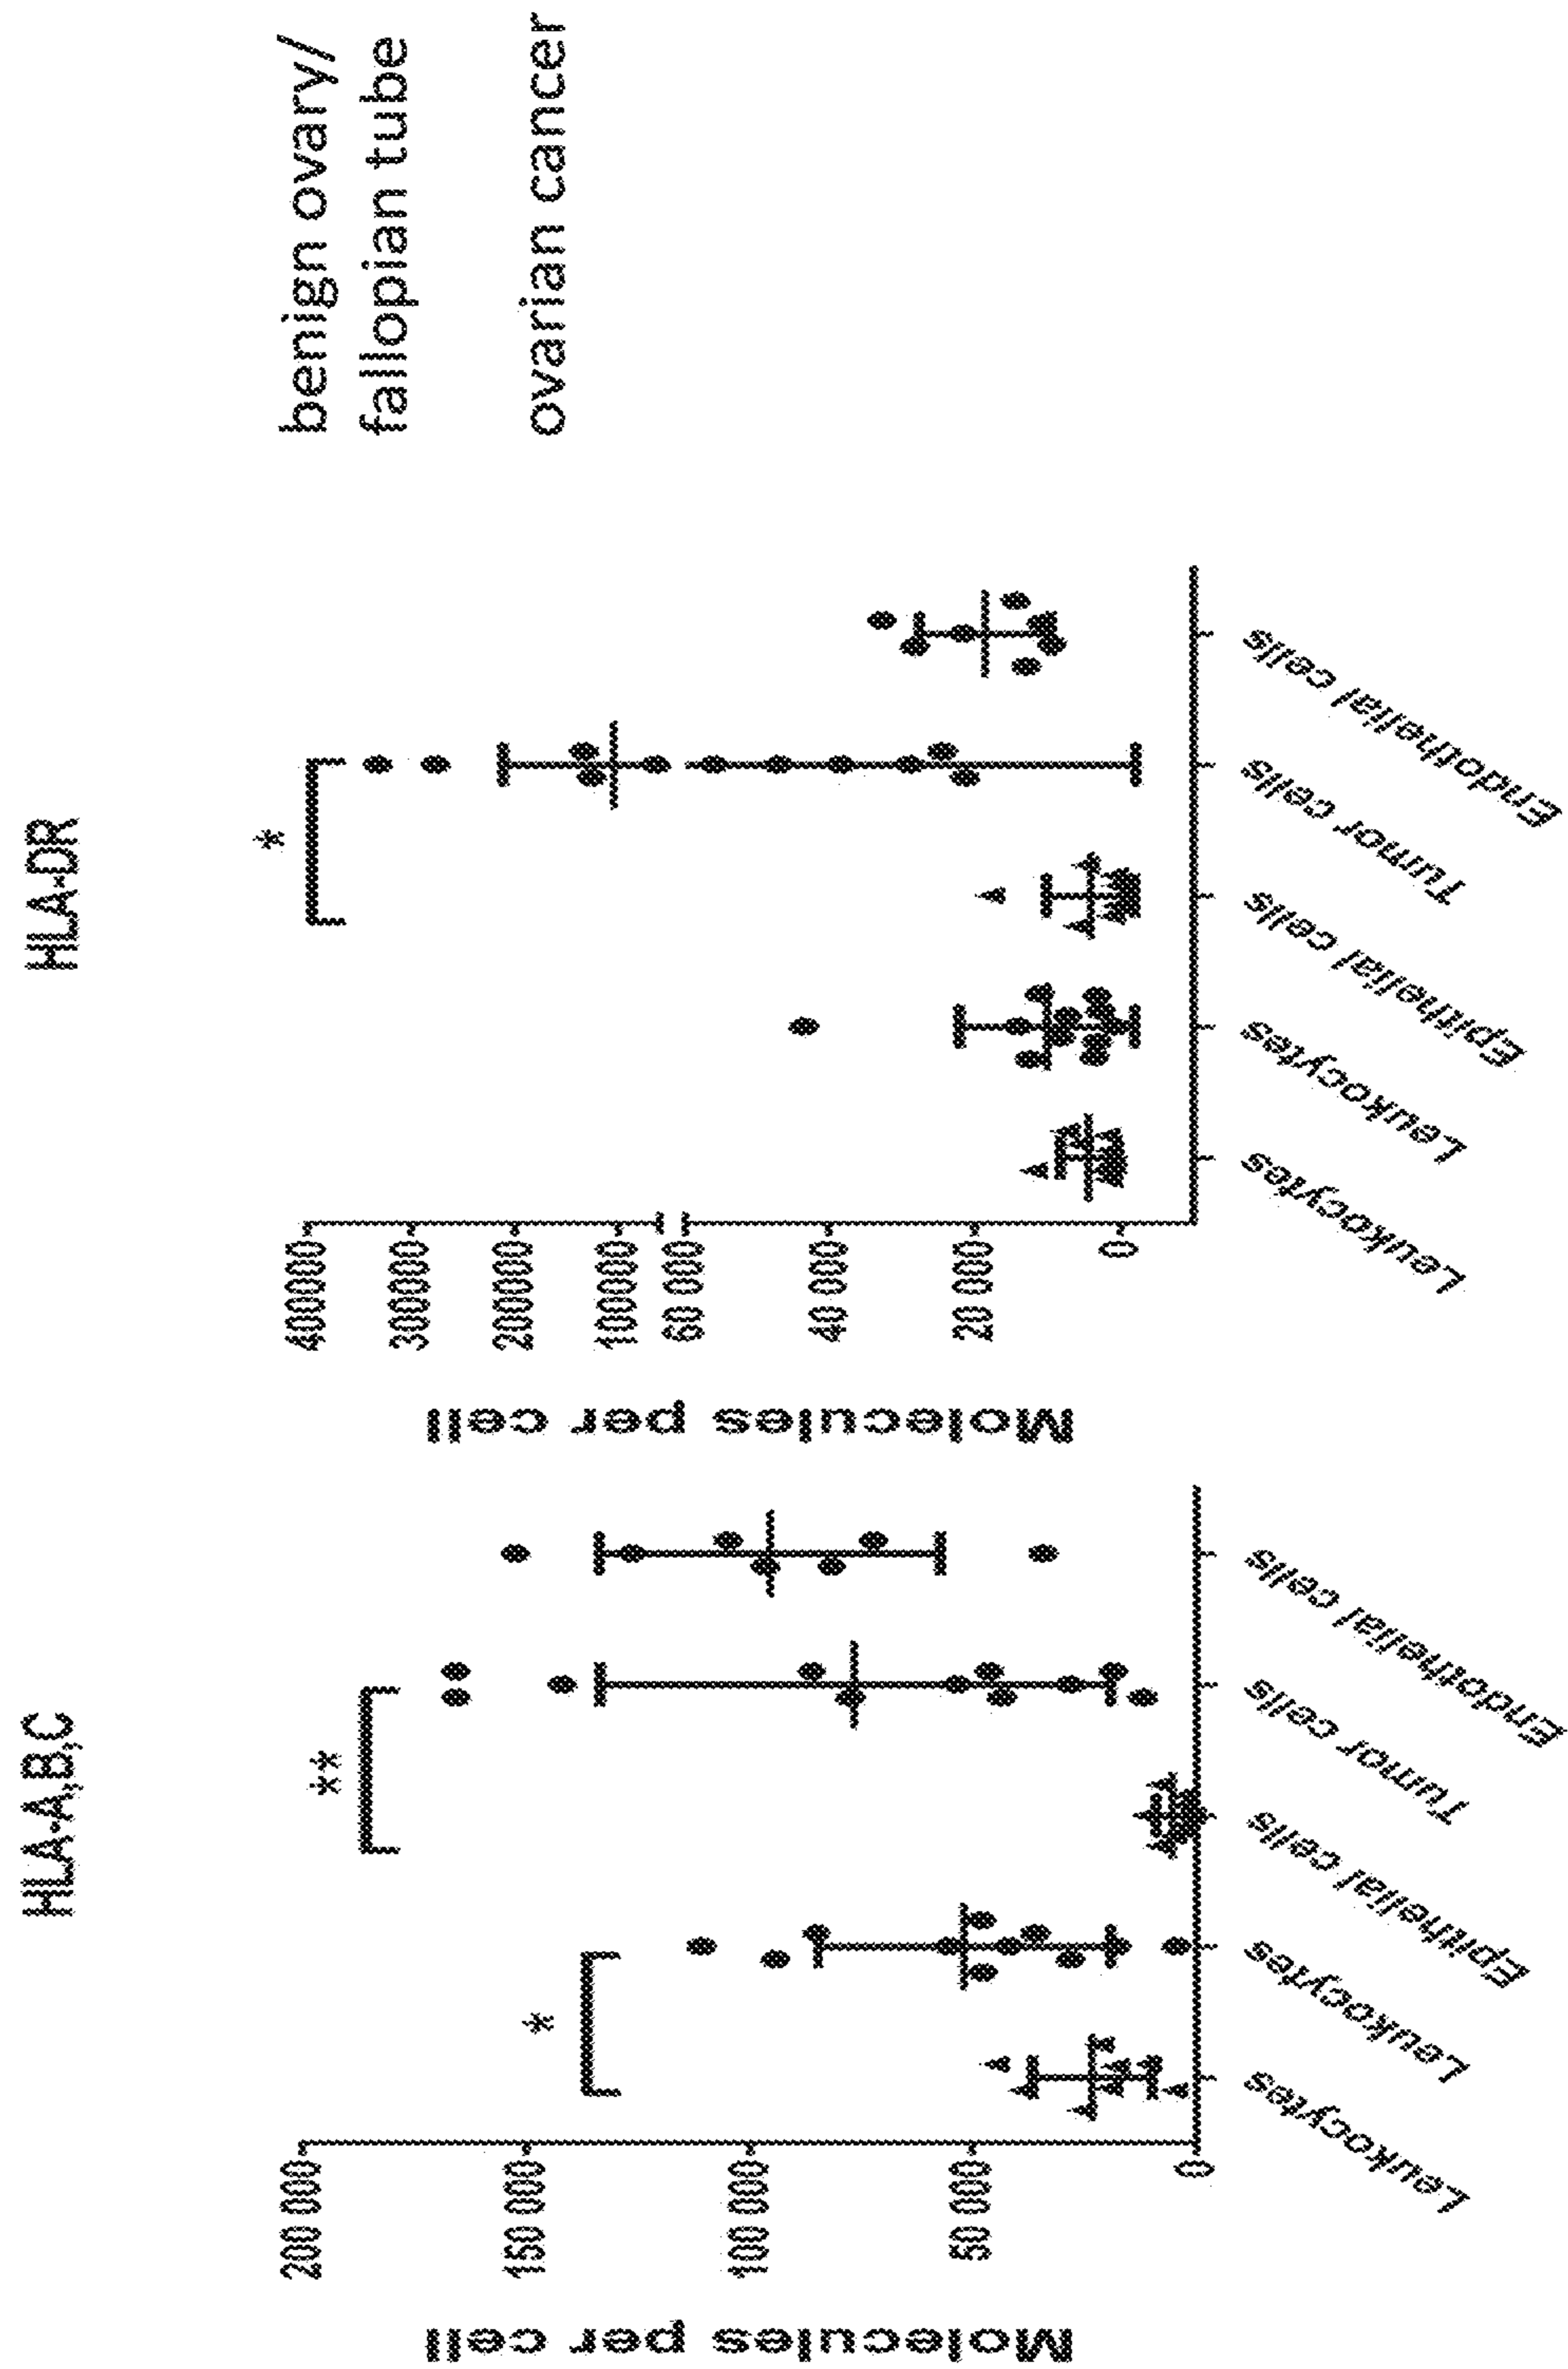 HLA-A,B,C
**
*
Molecules per cell
200 000
150 000
100 000
50 000
0
Leukocytes
Leukocytes
Epithelial cells
Tumor cells
Endothelial cells
HLA-DR
*
Molecules per cell
400000
300000
200000
100000
60 000
40 000
20 000
0
Leukocytes
Leukocytes
Epithelial cells
Tumor cells
Endothelial cells
benign ovary/
fallopian tube
ovarian cancer